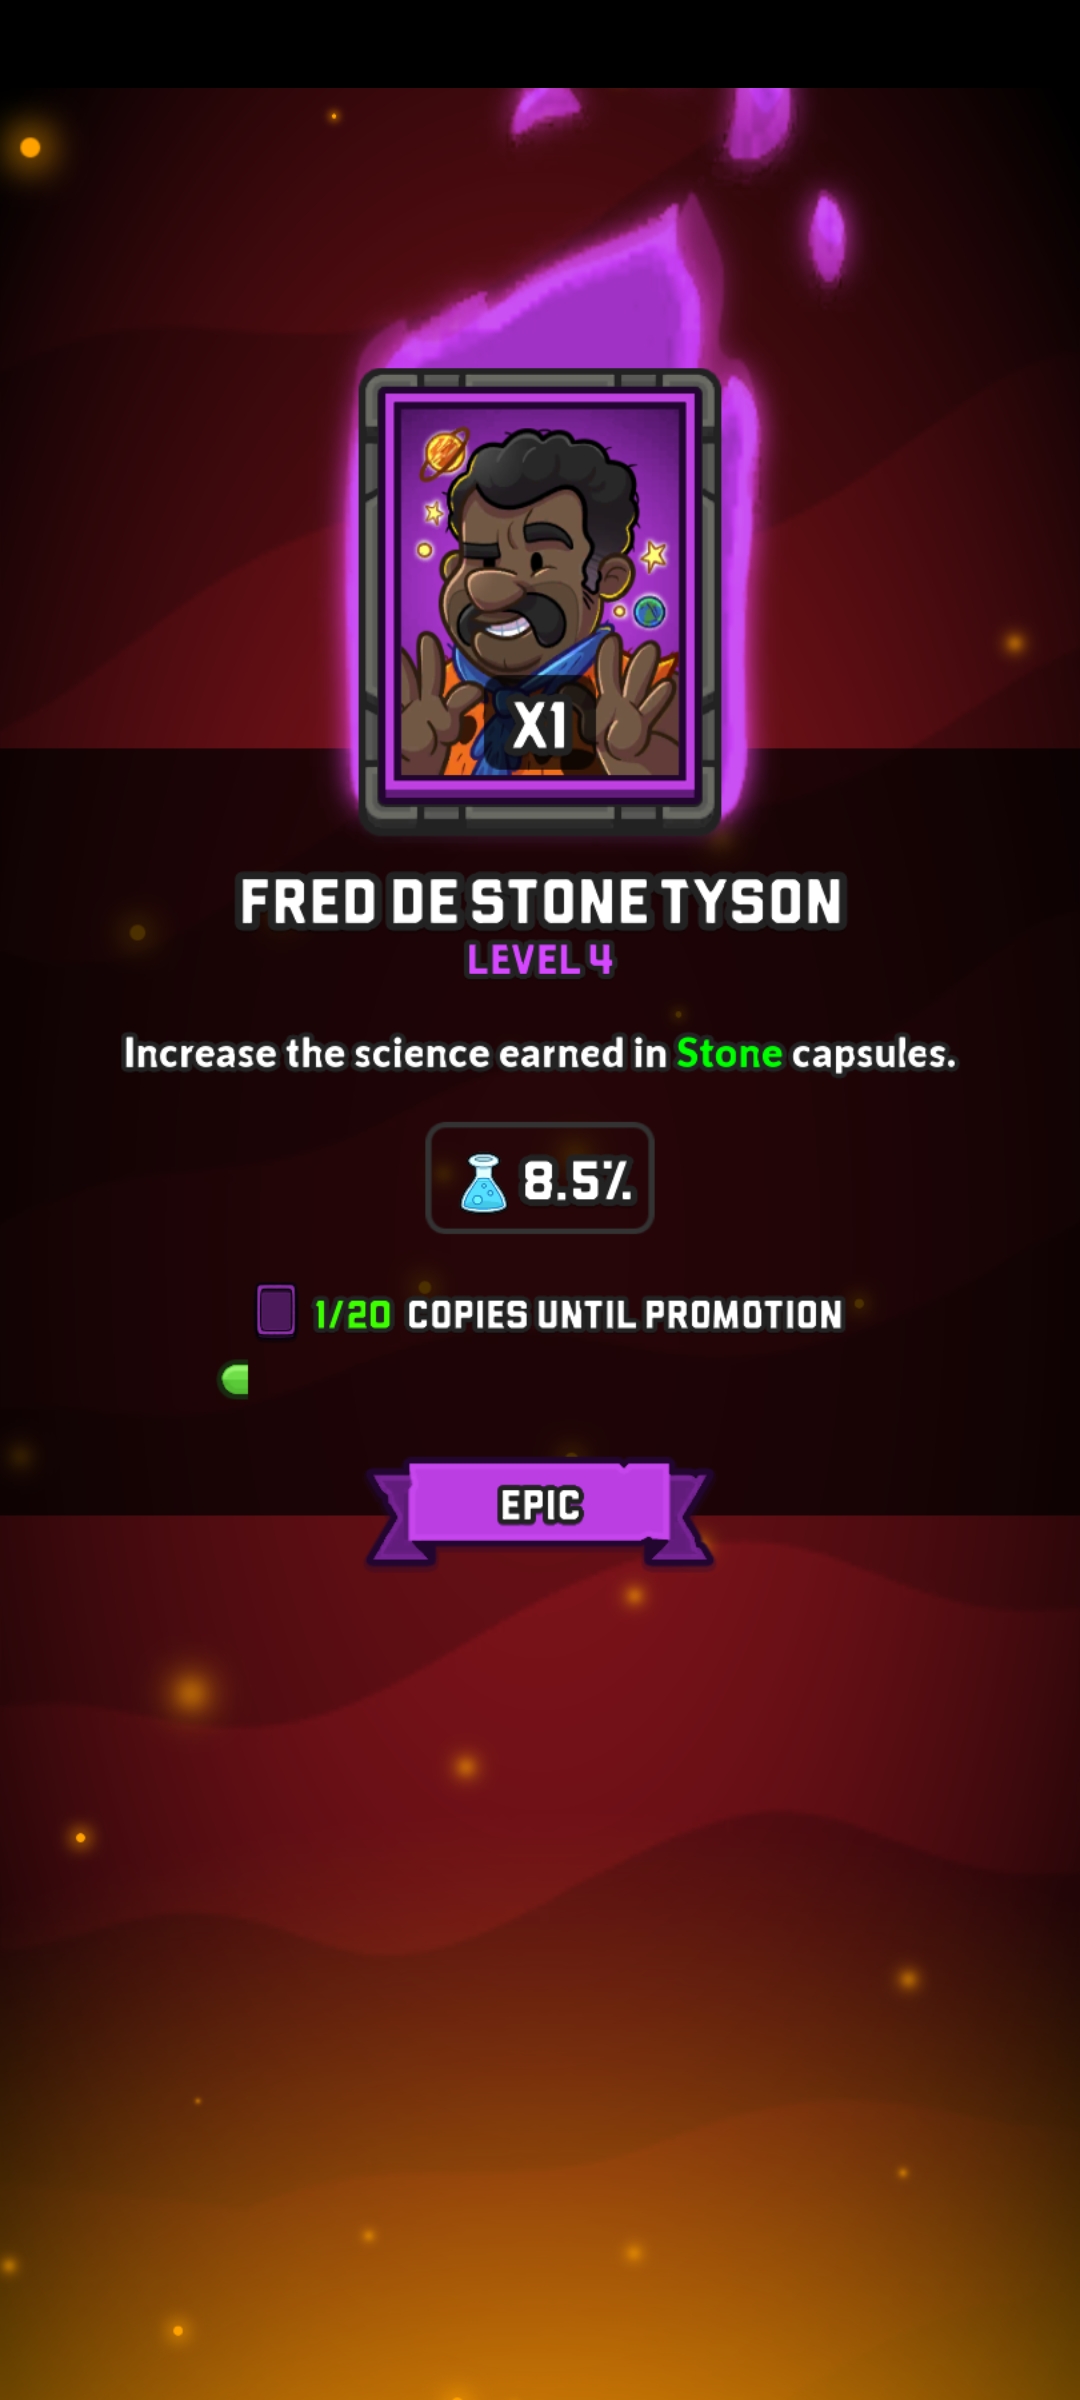 X1
FRED DE STONE TYSON
LEVEL 4
Increase the science earned in Stone capsules.
8.5%
1/20 COPIES UNTIL PROMOTION
EPIC